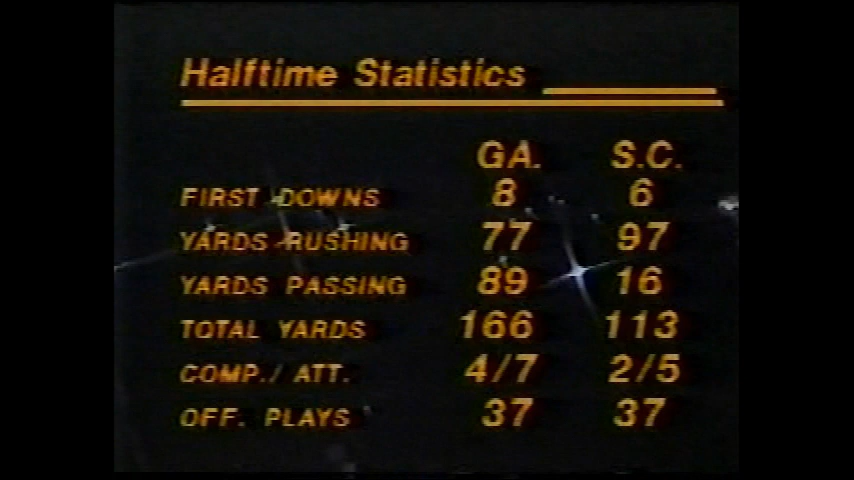 Halftime Statistics
GA. S.C.
FIRST DOWNS 8 6
YARDS RUSHING 77 97
YARDS PASSING 89 16
TOTAL YARDS 166 113
COMP./ ATT. 4/7 2/5
OFF. PLAYS 37 37